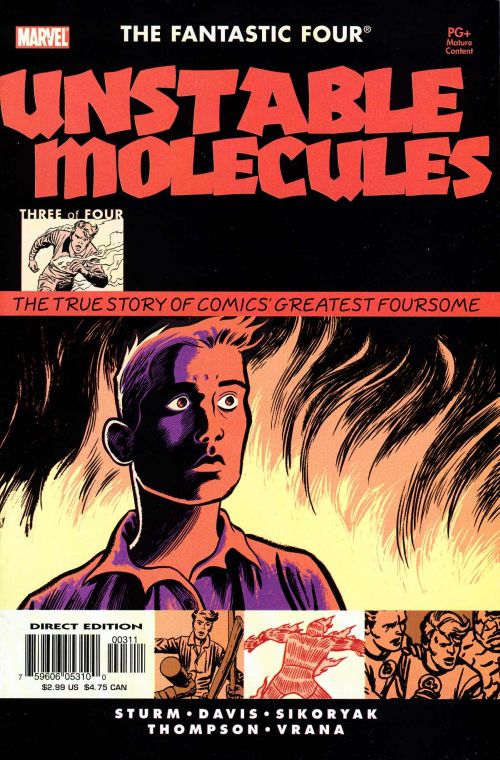 MARVEL
THE FANTASTIC FOUR®
PG+
Mature
Content
UNSTABLE
MOLECULES
THREE of FOUR
THE TRUE STORY OF COMICS' GREATEST FOURSOME
DIRECT EDITION
00311
7 59606 05310 0
$2.99 US $4.75 CAN
STURM • DAVIS • SIKORYAK
THOMPSON • VRANA